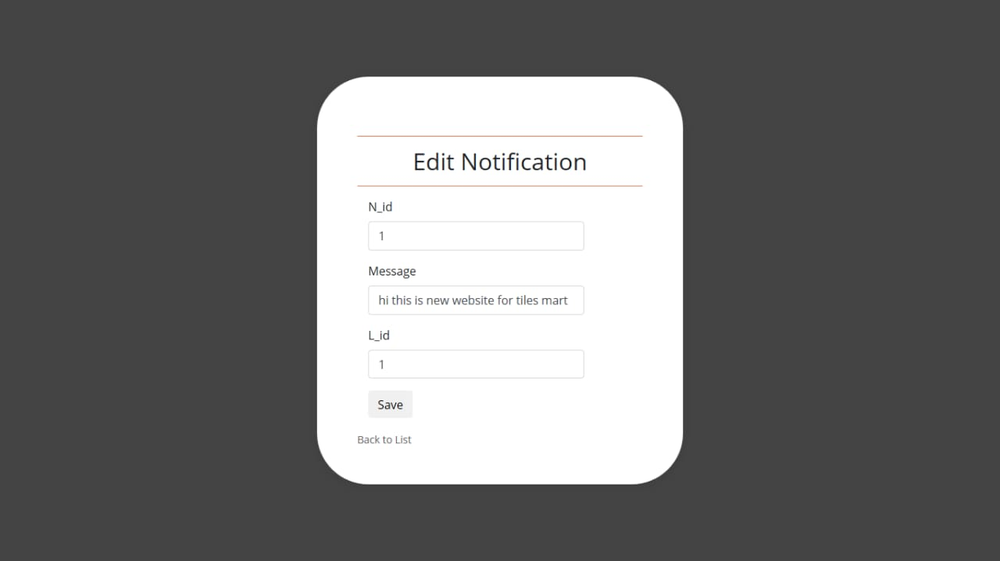 Edit Notification
N_id
1
Message
hi this is new website for tiles mart
L_id
1
Save
Back to List